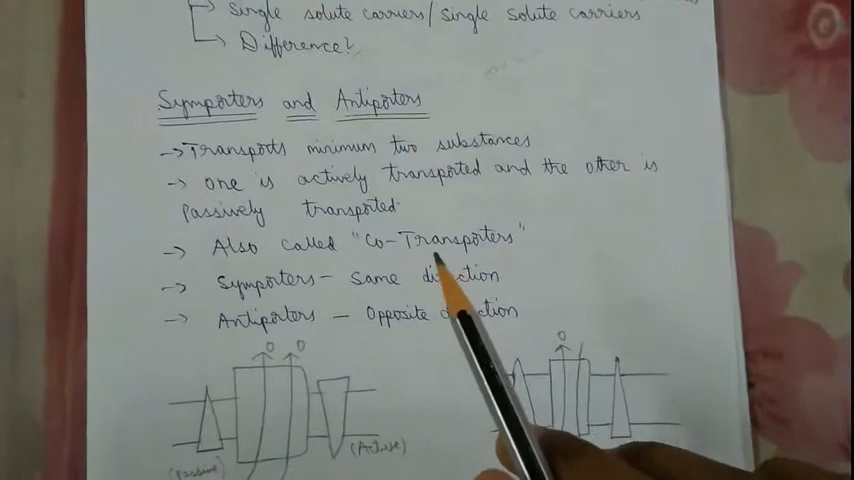 → Single solute carriers/single solute carriers
→ Difference?
Symporters and Antiporters
→ Transports minimum two substances
→ one is actively transported and the other is
passively transported.
→ Also called "Co-Transporters"
→ Symporters - Same direction
→ Antiporters - Opposite direction
(Passive)
(Active)